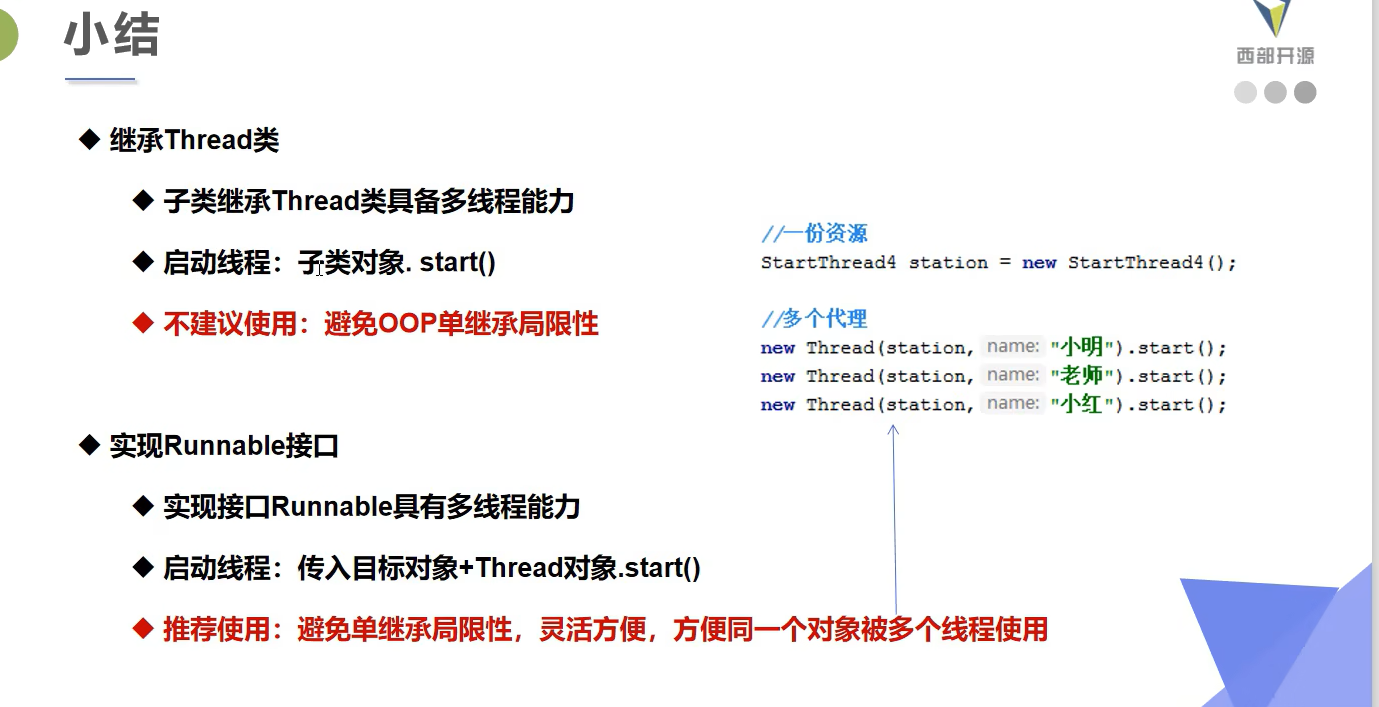 小结
西部开源
◆ 继承Thread类
◆ 子类继承Thread类具备多线程能力
◆ 启动线程：子类对象. start()
◆ 不建议使用：避免OOP单继承局限性
◆ 实现Runnable接口
◆ 实现接口Runnable具有多线程能力
◆ 启动线程：传入目标对象+Thread对象.start()
◆ 推荐使用：避免单继承局限性，灵活方便，方便同一个对象被多个线程使用
//一份资源
StartThread4 station = new StartThread4();
//多个代理
new Thread(station, name: "小明").start();
new Thread(station, name: "老师").start();
new Thread(station, name: "小红").start();